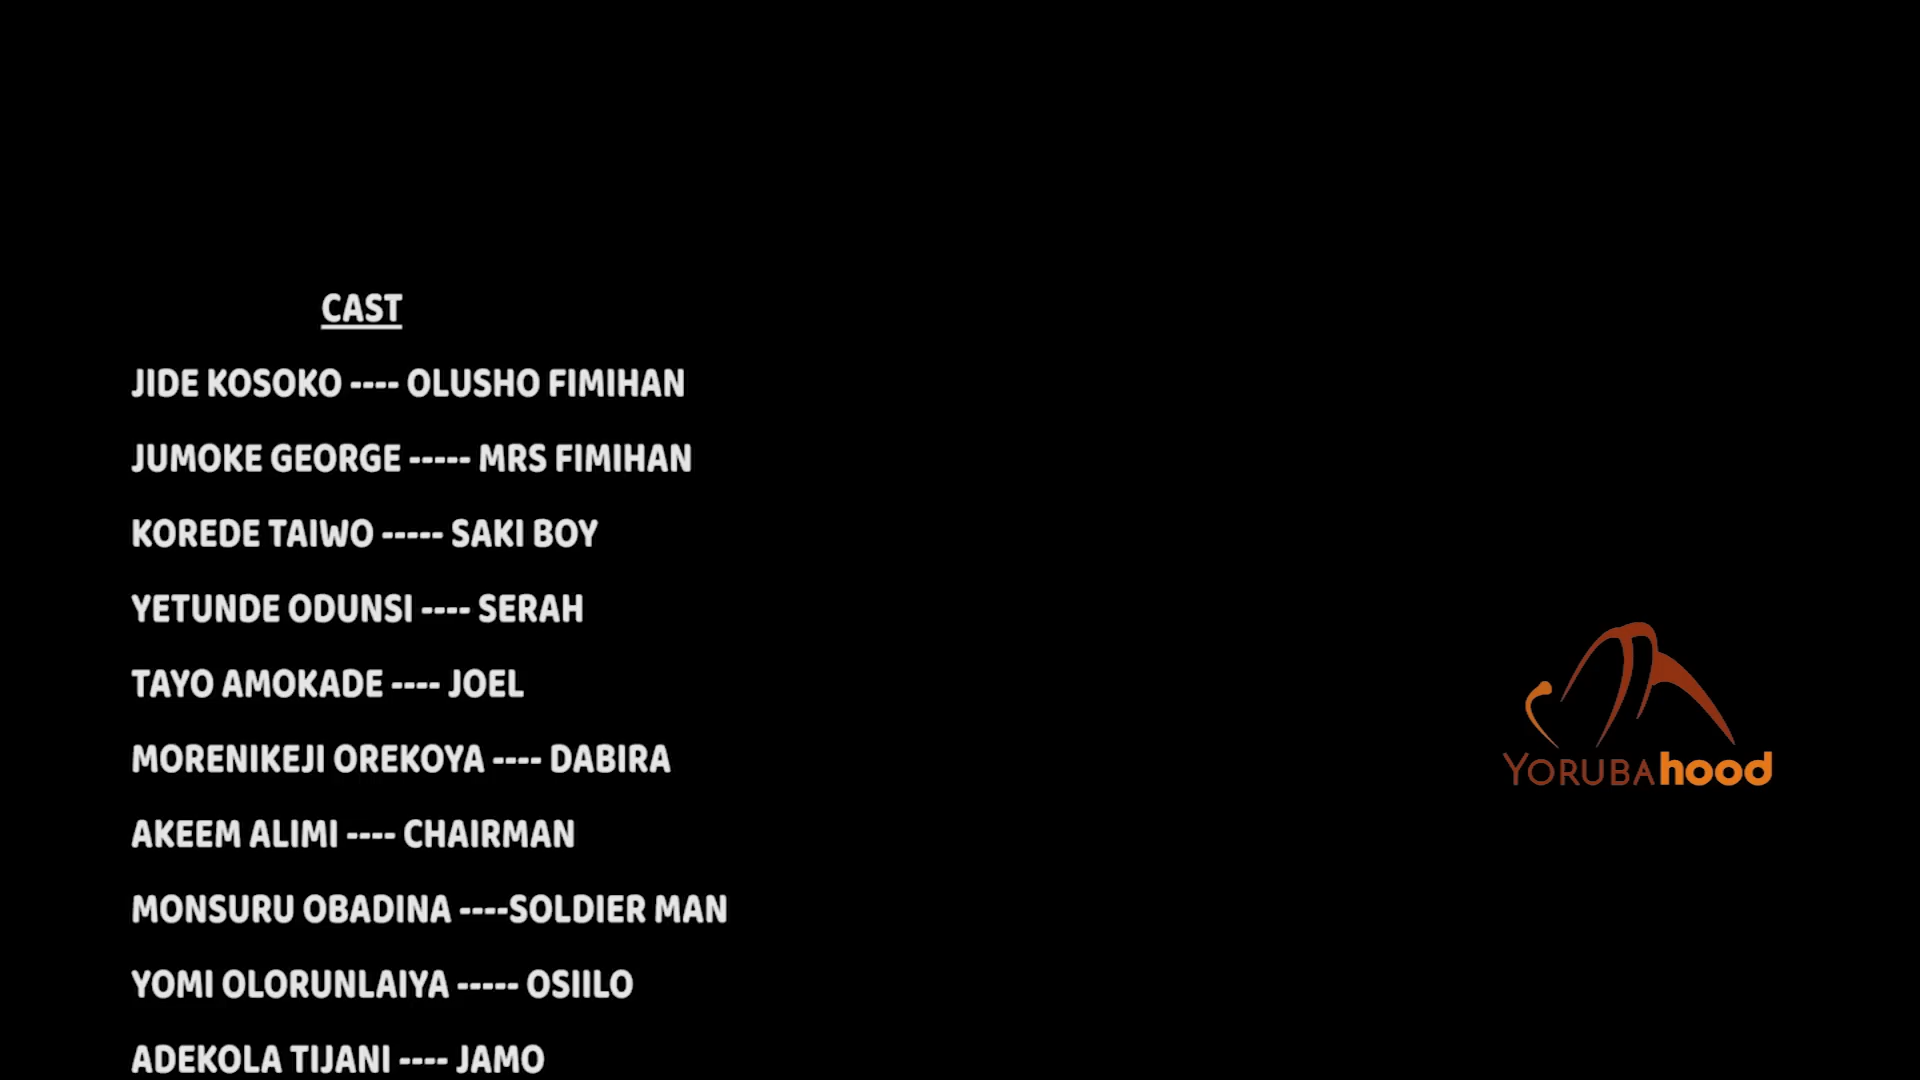 CAST
JIDE KOSOKO ---- OLUSHO FIMIHAN
JUMOKE GEORGE ----- MRS FIMIHAN
KOREDE TAIWO ----- SAKI BOY
YETUNDE ODUNSI ---- SERAH
TAYO AMOKADE ---- JOEL
MORENIKEJI OREKOYA ---- DABIRA
AKEEM ALIMI ---- CHAIRMAN
MONSURU OBADINA ----SOLDIER MAN
YOMI OLORUNLAIYA ----- OSIILO
ADEKOLA TIJANI ---- JAMO
YORUBAhood